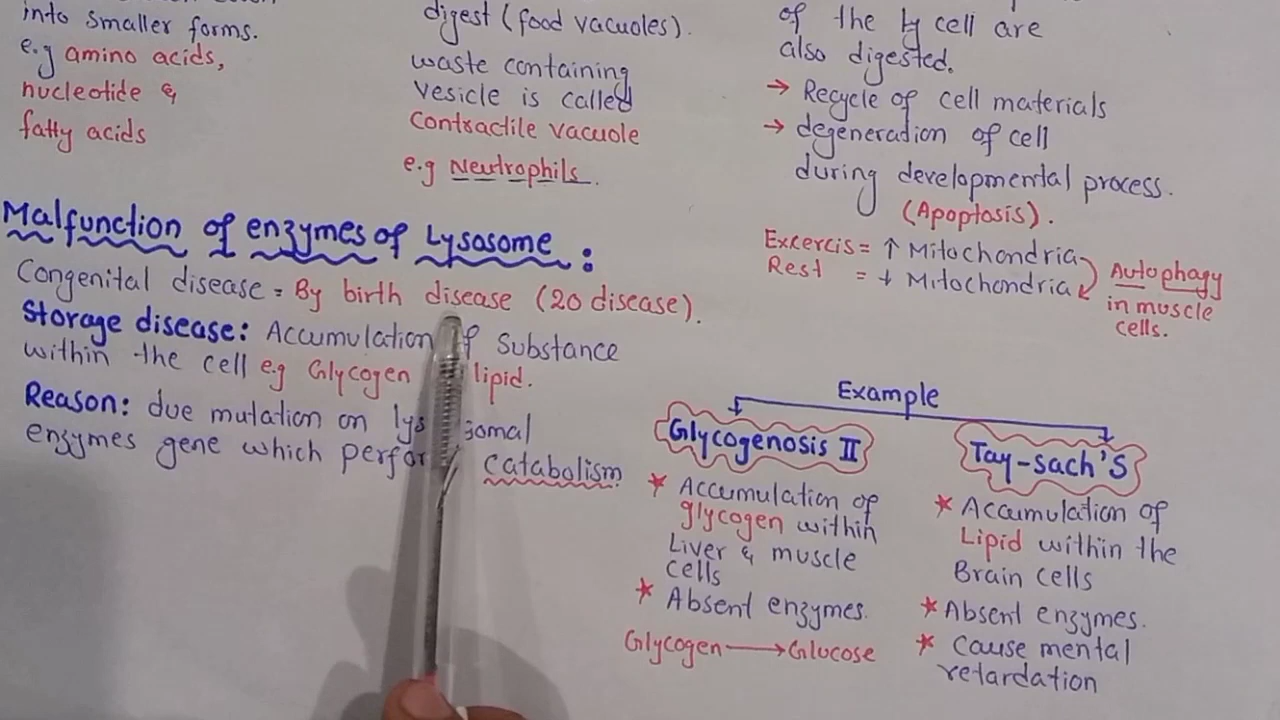 into smaller forms.
e.g amino acids,
nucleotide &
fatty acids
digest (food vacuoles).
waste containing
vesicle is called
contractile vacuole
e.g Neutrophils.
of the by cell are
also digested.
→ Recycle of cell materials
→ degeneration of cell
during developmental process.
(Apoptosis).
Excercis = ↑ Mitochondria
Rest = ↓ Mitochondria
Autophagy
in muscle
cells.
Malfunction of enzymes of Lysosome :
Congenital disease = By birth disease (20 disease).
Storage disease: Accumulation of Substance
within the cell e.g Glycogen lipid.
Reason: due mutation on lysosomal
enzymes gene which perfor catabolism
Example
Glycogenosis II
* Accumulation of
glycogen within
Liver & muscle
cells
* Absent enzymes.
Glycogen → Glucose
Tay-sach's
* Accumulation of
Lipid within the
Brain cells
* Absent enzymes.
* cause mental
retardation